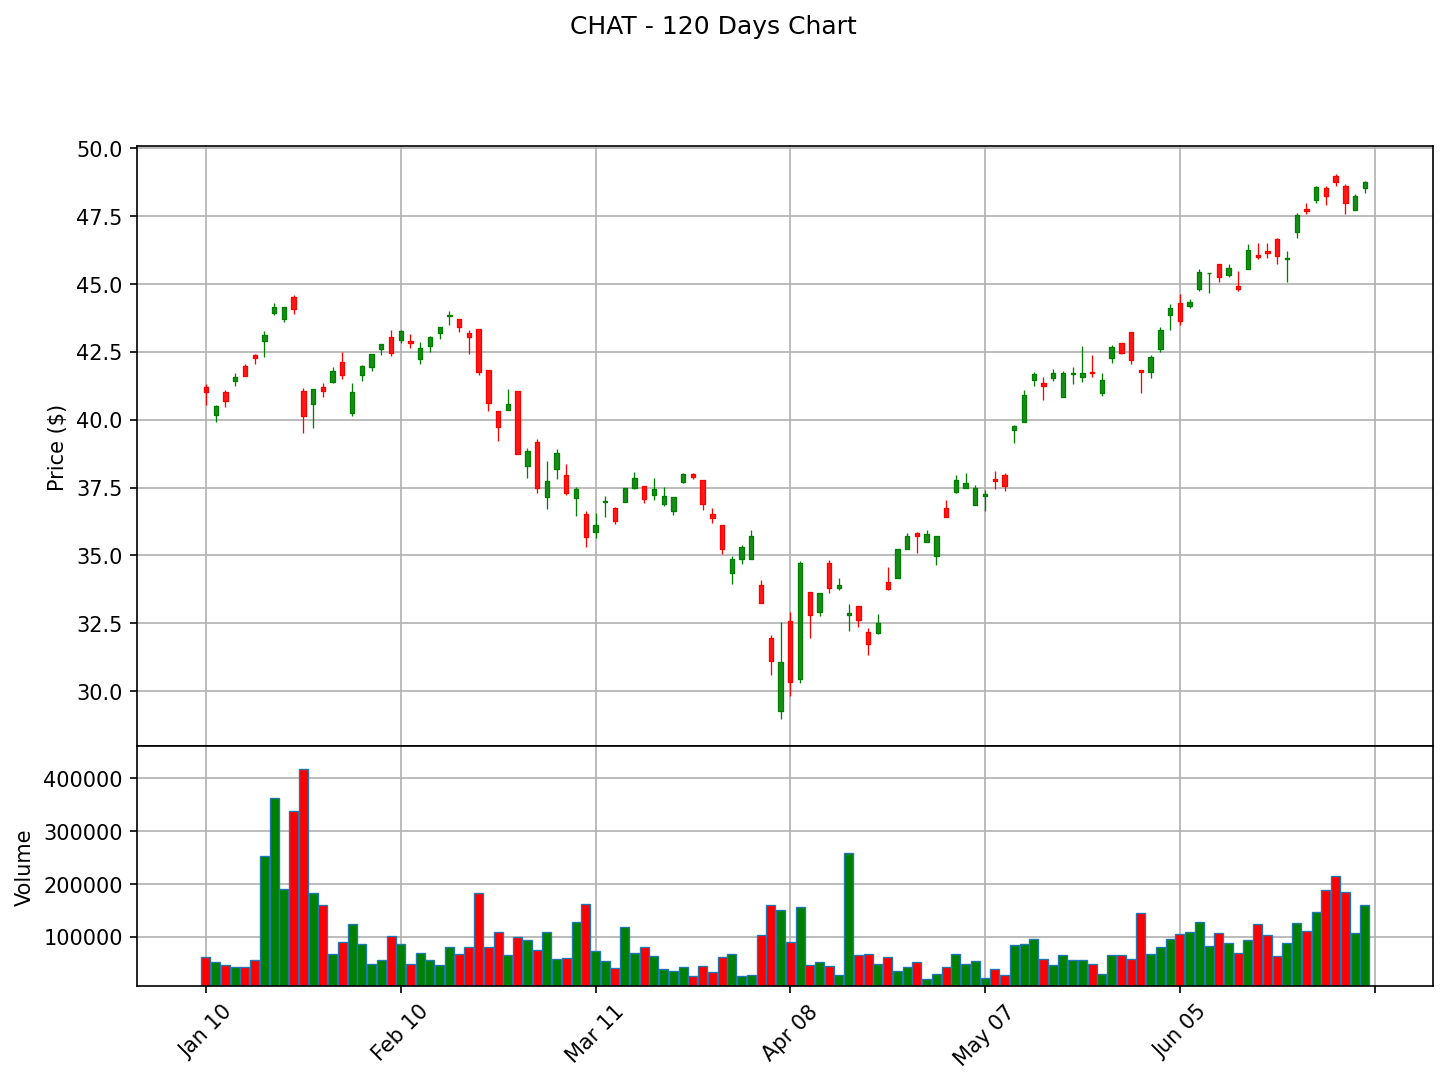 CHAT - 120 Days Chart
Price ($)
50.0
47.5
45.0
42.5
40.0
37.5
35.0
32.5
30.0
Volume
400000
300000
200000
100000
Jan 10
Feb 10
Mar 11
Apr 08
May 07
Jun 05